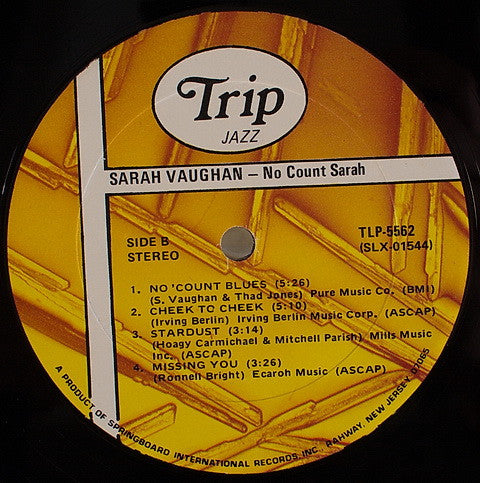 Trip
JAZZ
SARAH VAUGHAN – No Count Sarah
SIDE B
STEREO
TLP-5562
(SLX-01544)
1. NO 'COUNT BLUES (5:26)
(S. Vaughan & Thad Jones) Pure Music Co. (BMI)
2. CHEEK TO CHEEK (5:10)
(Irving Berlin) Irving Berlin Music Corp. (ASCAP)
3. STARDUST (3:14)
(Hoagy Carmichael & Mitchell Parish) Mills Music
Inc. (ASCAP)
4. MISSING YOU (3:26)
(Ronnell Bright) Ecaroh Music (ASCAP)
A PRODUCT OF SPRINGBOARD INTERNATIONAL RECORDS, INC. RAHWAY, NEW JERSEY 07065